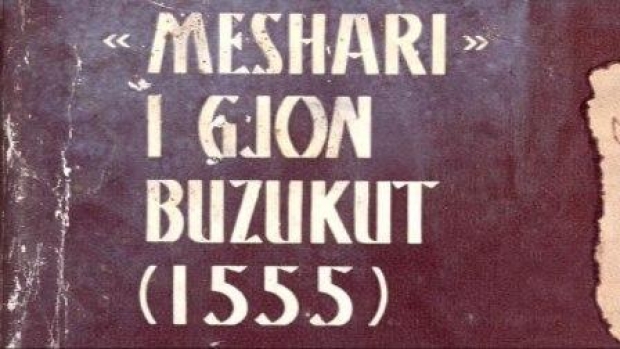 « MESHARI »
I GJON
BUZUKUT
(1555)